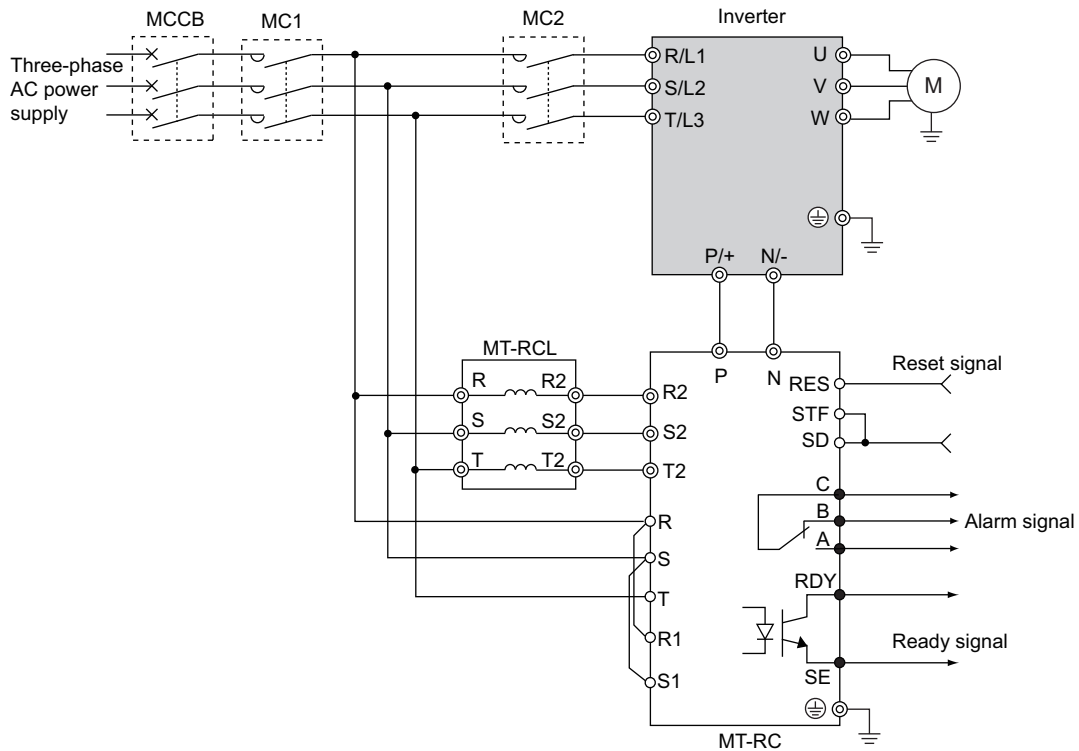 MCCB
MC1
MC2
Inverter
Three-phase
AC power
supply
R/L1
S/L2
T/L3
U
V
W
M
P/+
N/-
MT-RCL
R
R2
S
S2
T
T2
P
N
R2
S2
T2
R
S
T
R1
S1
RES
STF
SD
C
B
A
RDY
SE
Reset signal
Alarm signal
Ready signal
MT-RC